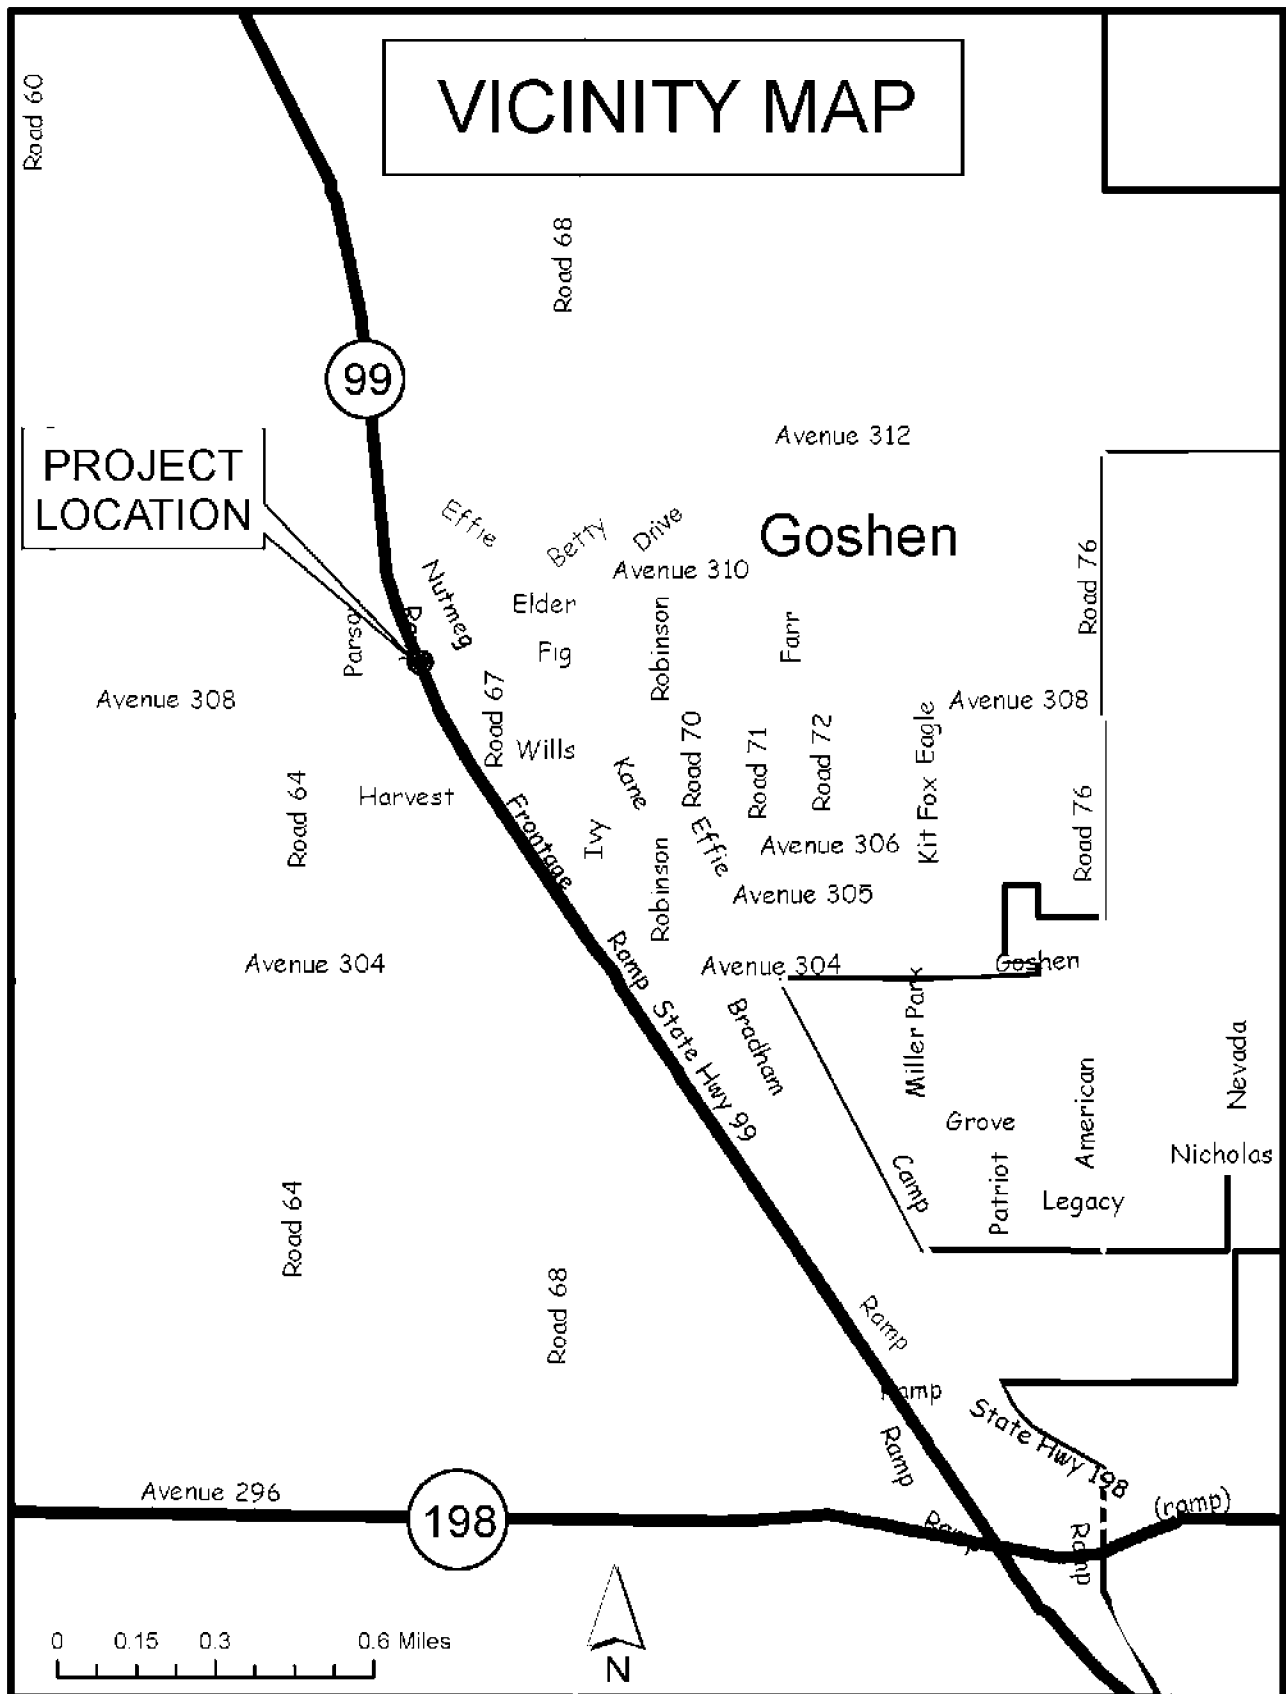 VICINITY MAP
Road 60
Road 68
99
Avenue 312
PROJECT
LOCATION
Effie
Betty
Drive
Goshen
Avenue 310
Road 76
Nutmeg
Elder
Robinson
Farr
Fig
Avenue 308
Road 67
Avenue 308
Wills
Kane
Road 70
Road 71
Road 72
Kit Fox Eagle
Road 64
Harvest
Frontage
Ivy
Effie
Avenue 306
Road 76
Robinson
Avenue 305
Avenue 304
Ramp
Avenue 304
Goshen
State Hwy 99
Bradham
Miller Park
Nevada
American
Grove
Nicholas
Camp
Patriot
Legacy
Road 64
Road 68
Ramp
Ramp
State Hwy 198
Ramp
Avenue 296
198
Ramp
(ramp)
Ramp
0 0.15 0.3 0.6 Miles
N